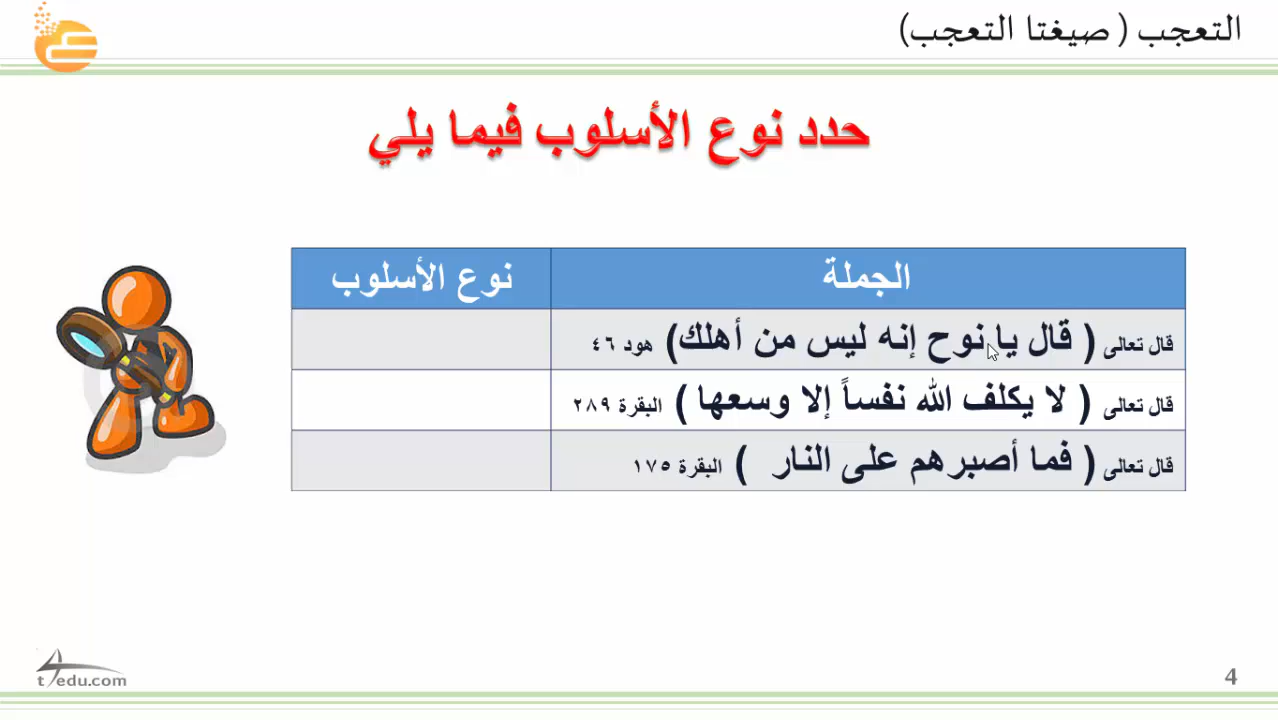 التعجب ( صيغتا التعجب)
حدد نوع الأسلوب فيما يلي
الجملة نوع الأسلوب
قال تعالى ( قال يا نوح إنه ليس من أهلك) هود ٤٦
قال تعالى ( لا يكلف الله نفساً إلا وسعها ) البقرة ٢٨٩
قال تعالى ( فما أصبرهم على النار ) البقرة ١٧٥
t4edu.com
4